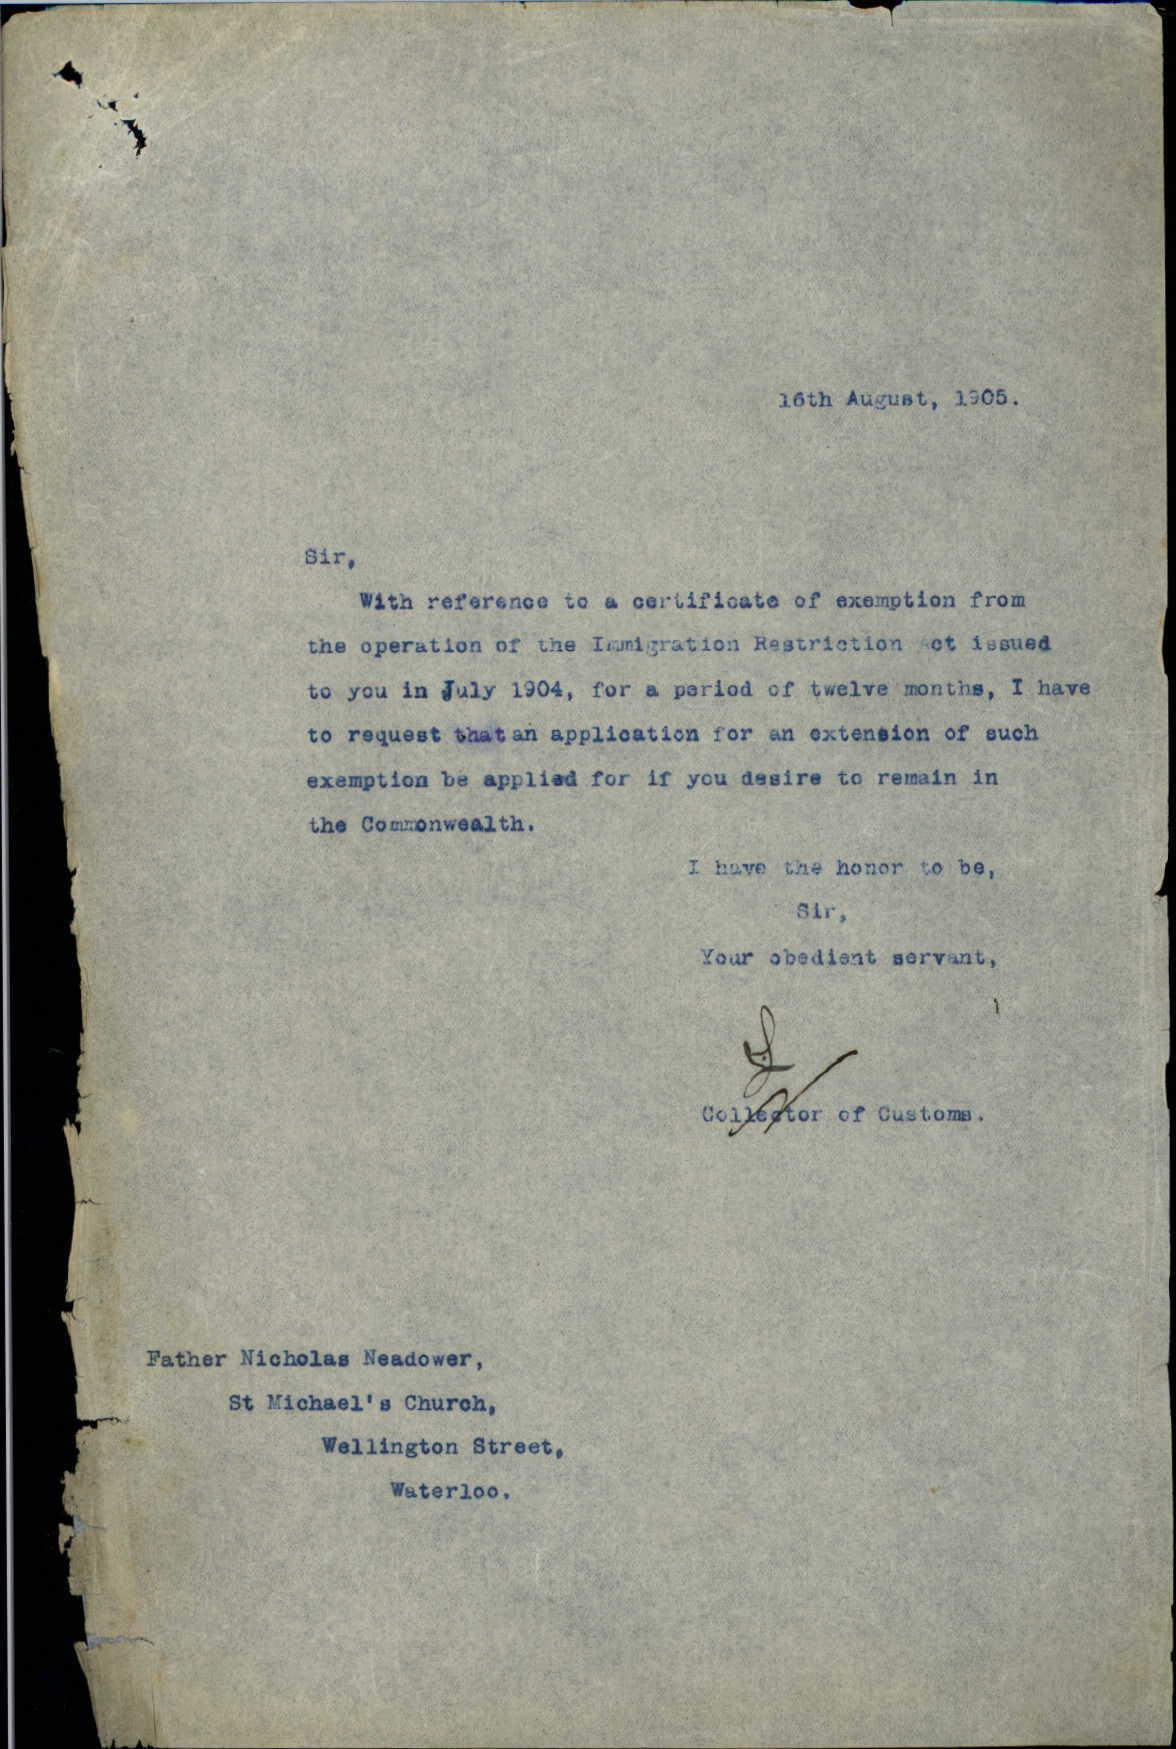 16th August, 1905.
Sir,
With reference to a certificate of exemption from
the operation of the Immigration Restriction Act issued
to you in July 1904, for a period of twelve months, I have
to request that an application for an extension of such
exemption be applied for if you desire to remain in
the Commonwealth.
I have the honor to be,
Sir,
Your obedient servant,
Collector of Customs.
Father Nicholas Neadower,
St Michael's Church,
Wellington Street,
Waterloo.